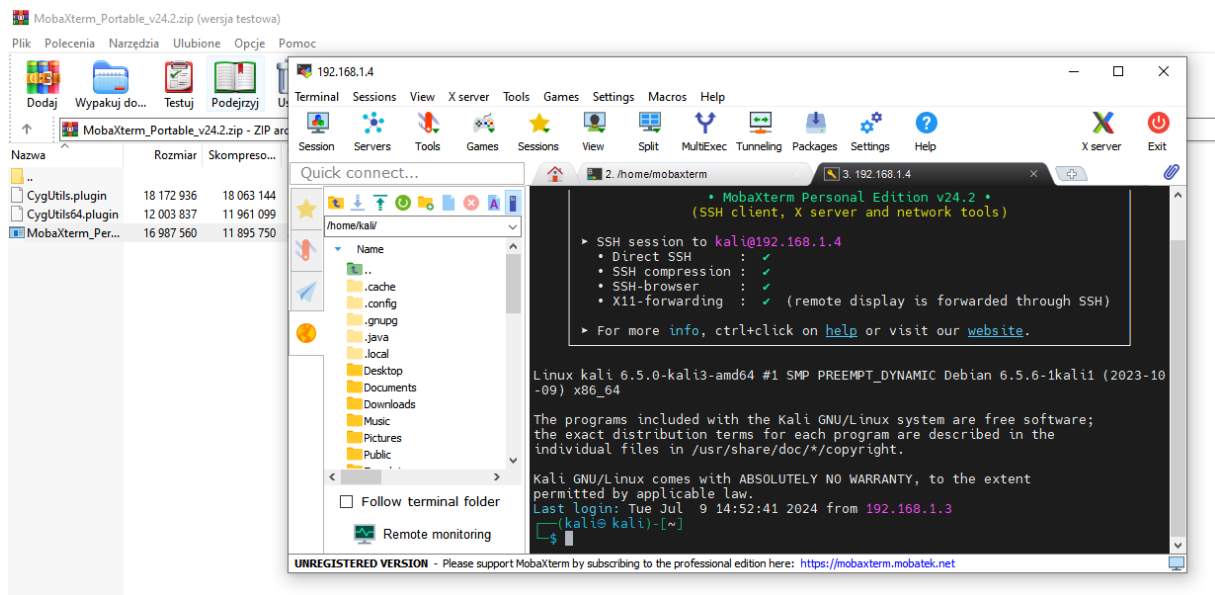 MobaXterm_Portable_v24.2.zip (wersja testowa)
Plik Polecenia Narzędzia Ulubione Opcje Pomoc
Dodaj Wypakuj do... Testuj Podejrzyj
MobaXterm_Portable_v24.2.zip - ZIP
Nazwa Rozmiar Skompreso...
..
CygUtils.plugin 18 172 936 18 063 144
CygUtils64.plugin 12 003 837 11 961 099
MobaXterm_Per... 16 987 560 11 895 750
192.168.1.4
Terminal Sessions View X server Tools Games Settings Macros Help
Session Servers Tools Games Sessions View Split MultiExec Tunneling Packages Settings Help X server Exit
Quick connect...
2. /home/mobaxterm
3. 192.168.1.4
/home/kali/
Name
..
.cache
.config
.gnupg
.java
.local
Desktop
Documents
Downloads
Music
Pictures
Public
Follow terminal folder
Remote monitoring
• MobaXterm Personal Edition v24.2 •
(SSH client, X server and network tools)
► SSH session to kali@192.168.1.4
• Direct SSH : ✔
• SSH compression : ✔
• SSH-browser : ✔
• X11-forwarding : ✔ (remote display is forwarded through SSH)
► For more info, ctrl+click on help or visit our website.
Linux kali 6.5.0-kali3-amd64 #1 SMP PREEMPT_DYNAMIC Debian 6.5.6-1kali1 (2023-10
-09) x86_64
The programs included with the Kali GNU/Linux system are free software;
the exact distribution terms for each program are described in the
individual files in /usr/share/doc/*/copyright.
Kali GNU/Linux comes with ABSOLUTELY NO WARRANTY, to the extent
permitted by applicable law.
Last login: Tue Jul 9 14:52:41 2024 from 192.168.1.3
┌──(kali㉿kali)-[~]
└─$
UNREGISTERED VERSION - Please support MobaXterm by subscribing to the professional edition here: https://mobaxterm.mobatek.net